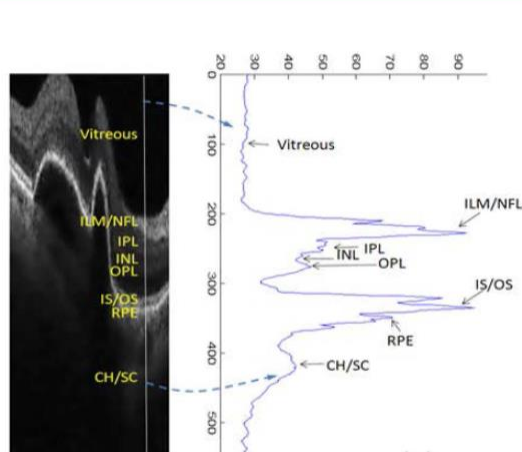 20 30 40 50 60 70 80 90
0
100
200
300
400
500
Vitreous
ILM/NFL
IPL
INL
OPL
IS/OS
RPE
CH/SC
Vitreous
ILM/NFL
IPL
INL
OPL
IS/OS
RPE
CH/SC